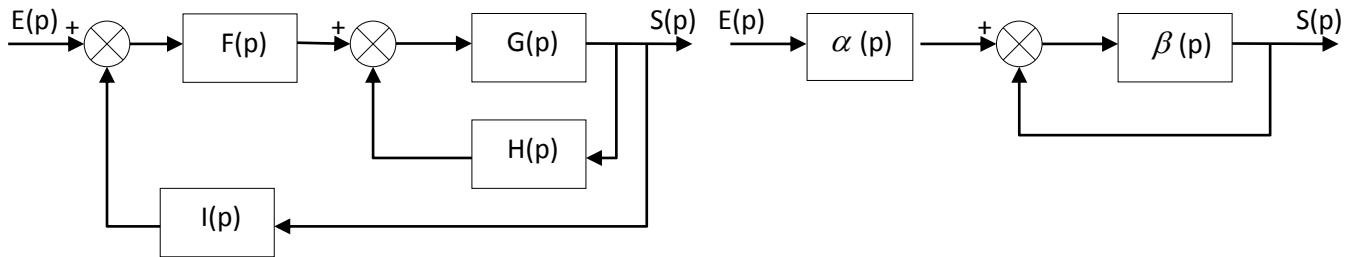 E(p)
+
F(p)
+
G(p)
S(p)
H(p)
I(p)
E(p)
α (p)
+
β (p)
S(p)